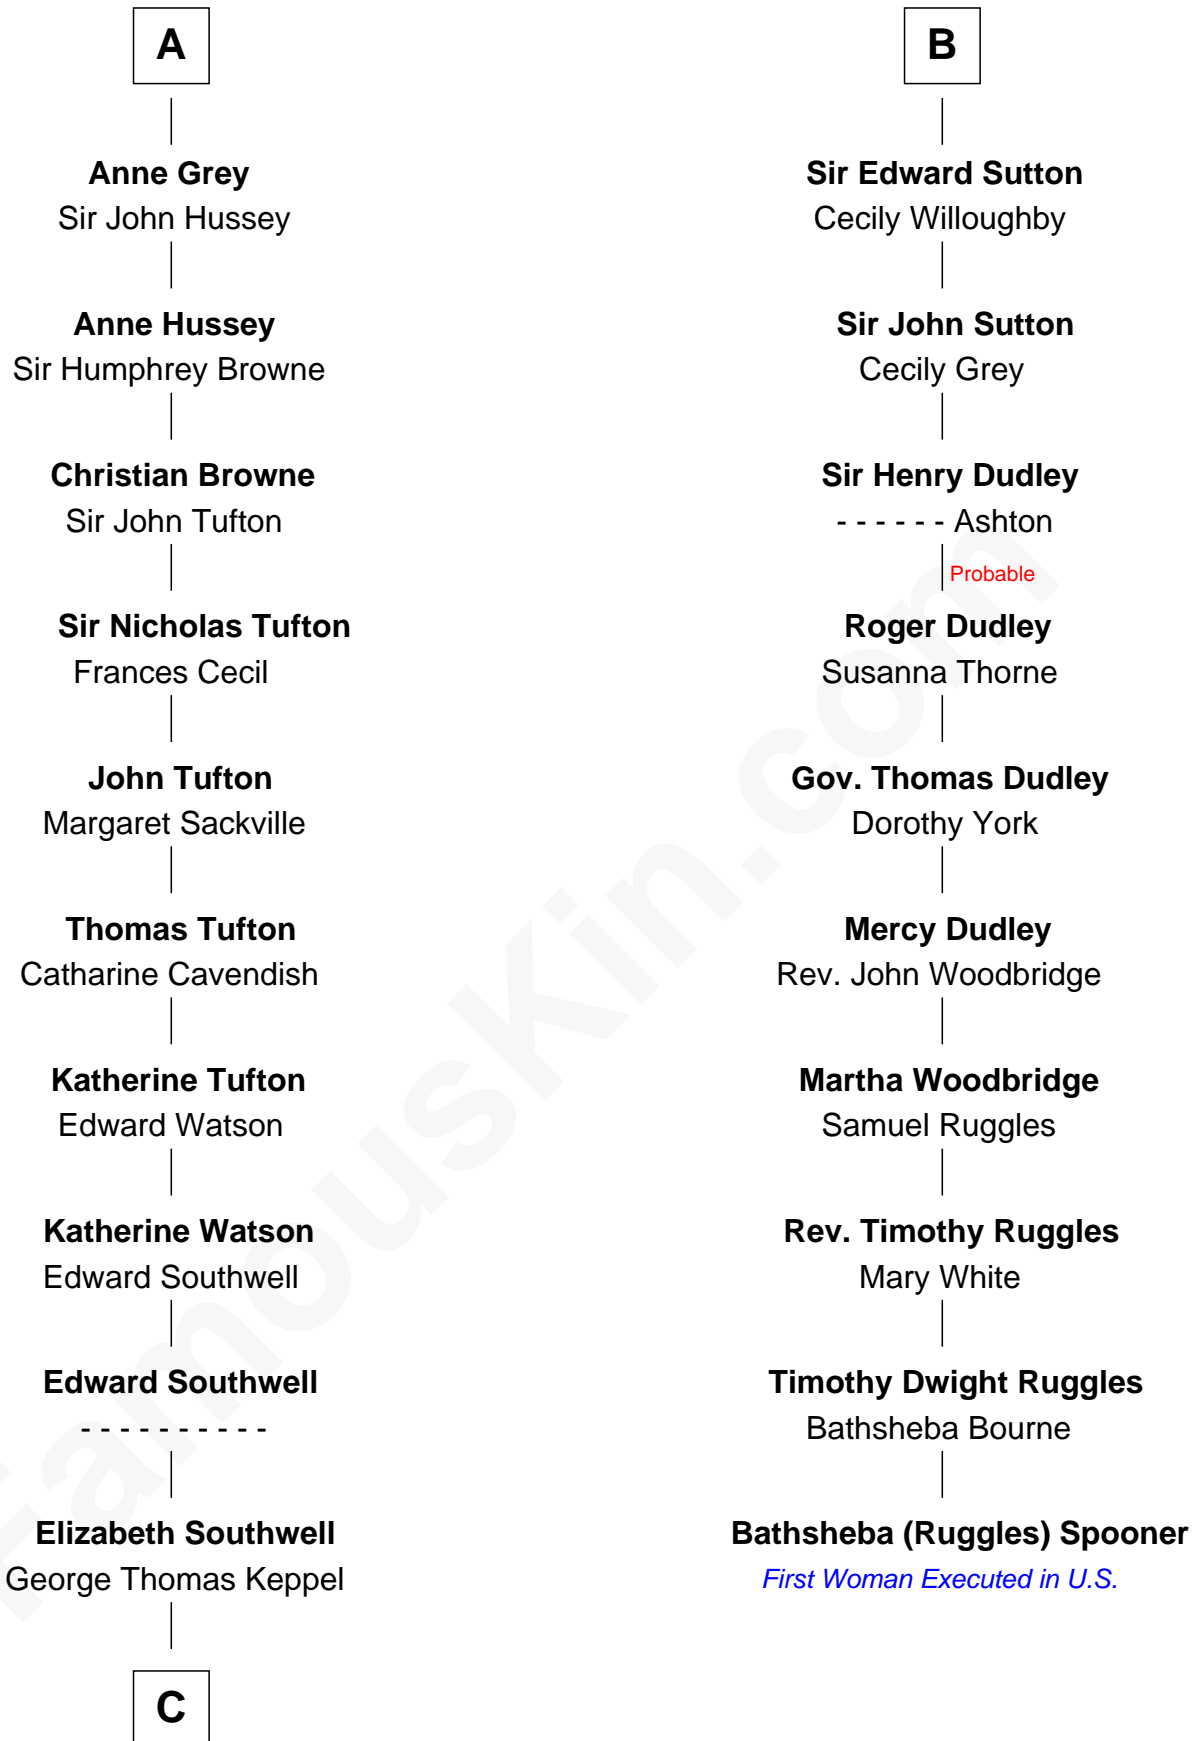 A
Anne Grey
Sir John Hussey
Anne Hussey
Sir Humphrey Browne
Christian Browne
Sir John Tufton
Sir Nicholas Tufton
Frances Cecil
John Tufton
Margaret Sackville
Thomas Tufton
Catharine Cavendish
Katherine Tufton
Edward Watson
Katherine Watson
Edward Southwell
Edward Southwell
- - - - - - - - - -
Elizabeth Southwell
George Thomas Keppel
C
B
Sir Edward Sutton
Cecily Willoughby
Sir John Sutton
Cecily Grey
Sir Henry Dudley
- - - - - - Ashton
Probable
Roger Dudley
Susanna Thorne
Gov. Thomas Dudley
Dorothy York
Mercy Dudley
Rev. John Woodbridge
Martha Woodbridge
Samuel Ruggles
Rev. Timothy Ruggles
Mary White
Timothy Dwight Ruggles
Bathsheba Bourne
Bathsheba (Ruggles) Spooner
First Woman Executed in U.S.
FamousKin.com